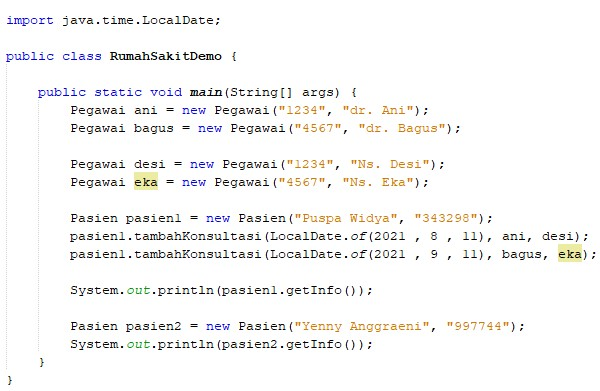 import java.time.LocalDate;
public class RumahSakitDemo {
public static void main(String[] args) {
Pegawai ani = new Pegawai("1234", "dr. Ani");
Pegawai bagus = new Pegawai("4567", "dr. Bagus");
Pegawai desi = new Pegawai("1234", "Ns. Desi");
Pegawai eka = new Pegawai("4567", "Ns. Eka");
Pasien pasien1 = new Pasien("Puspa Widya", "343298");
pasien1.tambahKonsultasi(LocalDate.of(2021 , 8 , 11), ani, desi);
pasien1.tambahKonsultasi(LocalDate.of(2021 , 9 , 11), bagus, eka);
System.out.println(pasien1.getInfo());
Pasien pasien2 = new Pasien("Yenny Anggraeni", "997744");
System.out.println(pasien2.getInfo());
}
}